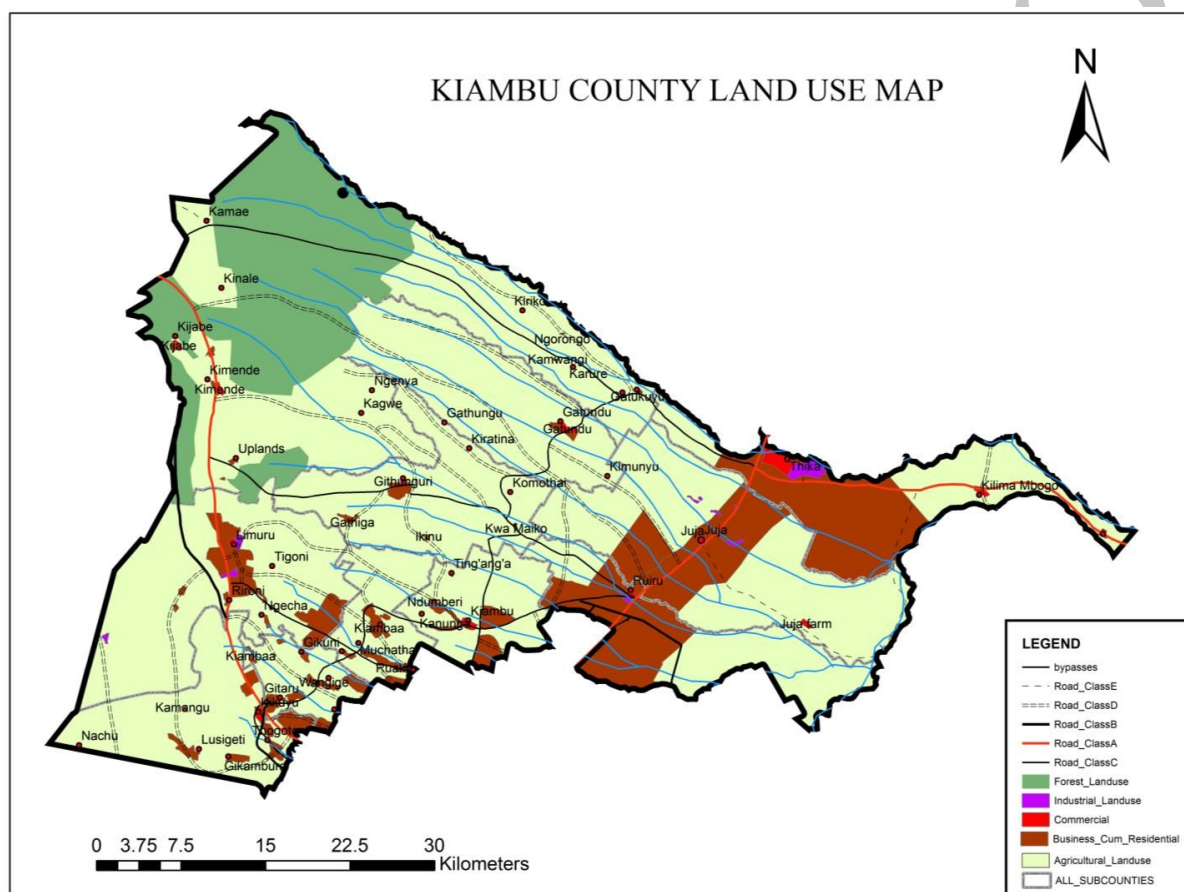 KIAMBU COUNTY LAND USE MAP
N
Kamae
Kinale
Kiriko
Kijabe
Kijabe
Ngorongo
Kamwangi
Karure
Kimende
Kimende
Ngenya
Gatukuyu
Kagwe
Gathungu
Gatundu
Gatundu
Kiratina
Uplands
Thika
Kimunyu
Githunguri
Komothai
Kilima Mbogo
Gathiga
Kwa Maiko
Limuru
Ikinu
Juja
Juja
Tigoni
Ting'ang'a
Rironi
Ruiru
Ngecha
Ndumberi
Kiambu
Kanunga
Kiambaa
Juja farm
Gikuni
Muchatha
Kiambaa
Ruaka
Wangige
Gitaru
Kamangu
Kikuyu
Thogoto
Nachu
Lusigeti
Gikambura
0 3.75 7.5 15 22.5 30
Kilometers
LEGEND
bypasses
Road_ClassE
Road_ClassD
Road_ClassB
Road_ClassA
Road_ClassC
Forest_Landuse
Industrial_Landuse
Commercial
Business_Cum_Residential
Agricultural_Landuse
ALL_SUBCOUNTIES